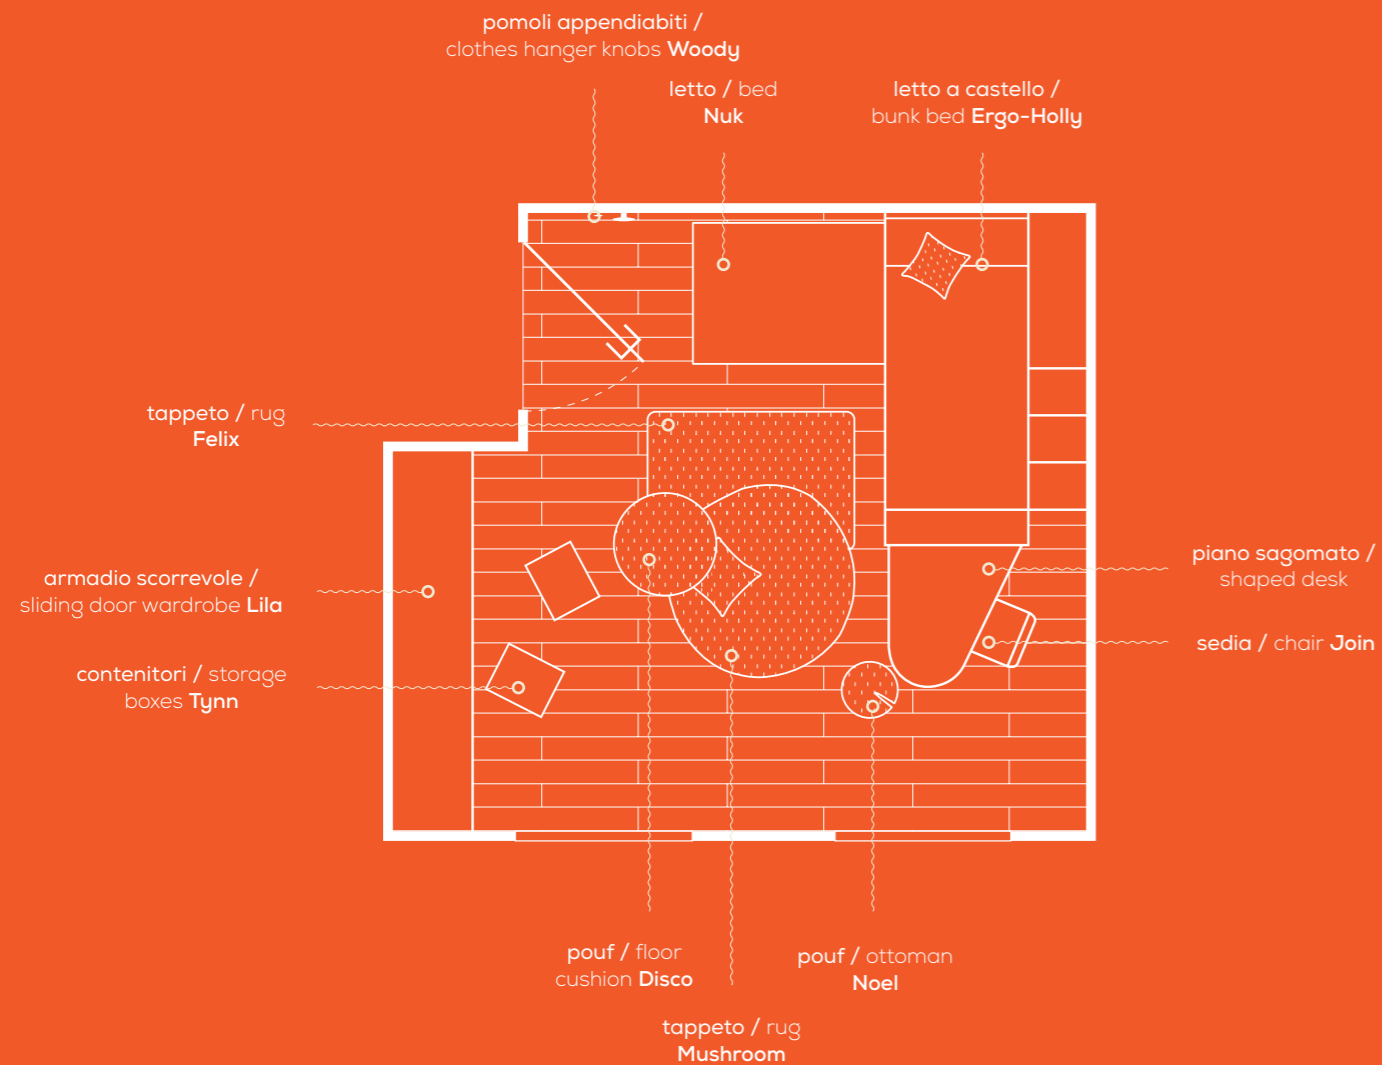 pomoli appendiabiti /
clothes hanger knobs Woody
letto / bed
Nuk
letto a castello /
bunk bed Ergo-Holly
tappeto / rug
Felix
armadio scorrevole /
sliding door wardrobe Lila
contenitori / storage
boxes Tynn
piano sagomato /
shaped desk
sedia / chair Join
pouf / floor
cushion Disco
pouf / ottoman
Noel
tappeto / rug
Mushroom